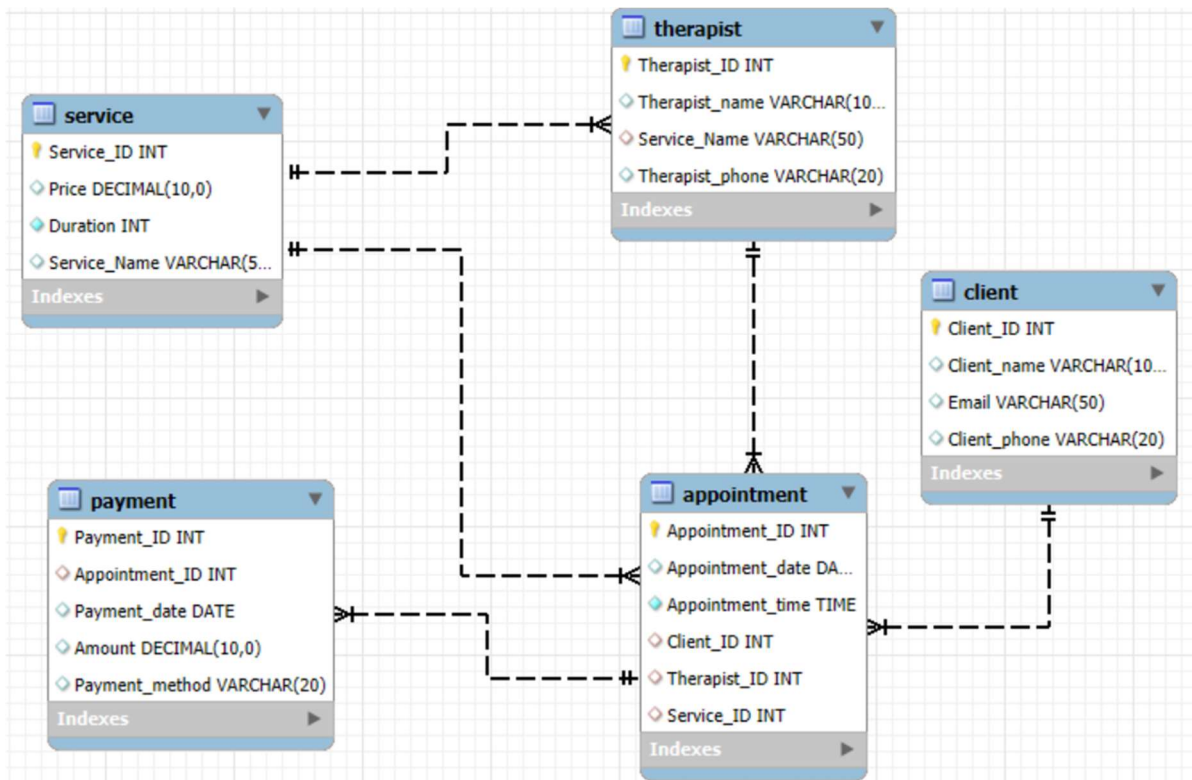 service
Service_ID INT
Price DECIMAL(10,0)
Duration INT
Service_Name VARCHAR(5...
Indexes
therapist
Therapist_ID INT
Therapist_name VARCHAR(10...
Service_Name VARCHAR(50)
Therapist_phone VARCHAR(20)
Indexes
client
Client_ID INT
Client_name VARCHAR(10...
Email VARCHAR(50)
Client_phone VARCHAR(20)
Indexes
payment
Payment_ID INT
Appointment_ID INT
Payment_date DATE
Amount DECIMAL(10,0)
Payment_method VARCHAR(20)
Indexes
appointment
Appointment_ID INT
Appointment_date DA...
Appointment_time TIME
Client_ID INT
Therapist_ID INT
Service_ID INT
Indexes